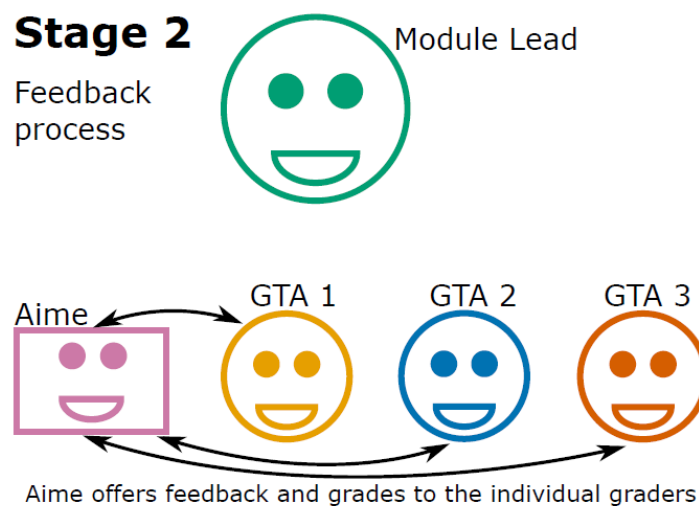 Stage 2
Module Lead
Feedback
process
Aime
GTA 1
GTA 2
GTA 3
Aime offers feedback and grades to the individual graders